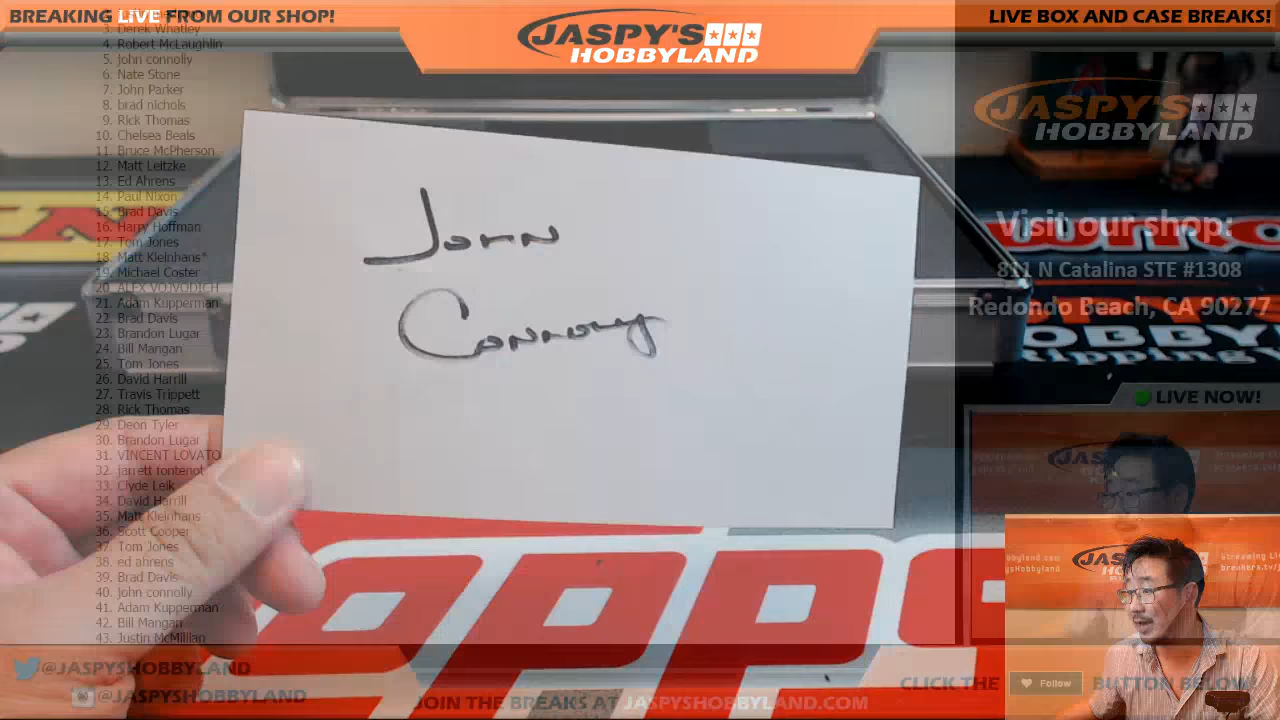 BREAKING LIVE FROM OUR SHOP!
JASPY'S
HOBBYLAND
LIVE BOX AND CASE BREAKS!
3. Derek Whatley
4. Robert McLaughlin
5. john connolly
6. Nate Stone
7. John Parker
8. brad nichols
9. Rick Thomas
10. Chelsea Beals
11. Bruce McPherson
12. Matt Leitzke
13. Ed Ahrens
14. Paul Nixon
15. Brad Davis
16. Harry Hoffman
17. Tom Jones
18. Matt Kleinhans*
19. Michael Coster
20. ALEX VOJVODICH
21. Adam Kupperman
22. Brad Davis
23. Brandon Lugar
24. Bill Mangan
25. Tom Jones
26. David Harrill
27. Travis Trippett
28. Rick Thomas
29. Deon Tyler
30. Brandon Lugar
31. VINCENT LOVATO
32. jarrett fontenot
33. Clyde Leik
34. David Harrill
35. Matt Kleinhans
36. Scott Cooper
37. Tom Jones
38. ed ahrens
39. Brad Davis
40. john connolly
41. Adam Kupperman
42. Bill Mangan
43. Justin McMillian
JOHN
CONNOLLY
JASPY'S
HOBBYLAND
Visit our shop:
811 N Catalina STE #1308
Redondo Beach, CA 90277
HOBBY
Rippin
LIVE NOW!
JASPY'S
JASPY'S
Streaming
breakers.tv/j
@JASPYSHOBBYLAND
@JASPYSHOBBYLAND
JOIN THE BREAKS AT JASPYSHOBBYLAND.COM
CLICK THE Follow BUTTON BELOW!